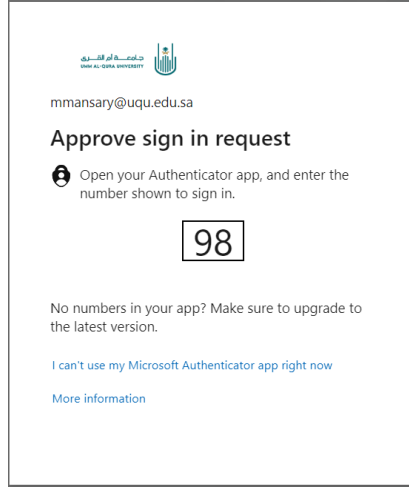 جامعة أم القرى
UMM AL-QURA UNIVERSITY
mmansary@uqu.edu.sa
Approve sign in request
Open your Authenticator app, and enter the
number shown to sign in.
98
No numbers in your app? Make sure to upgrade to
the latest version.
I can't use my Microsoft Authenticator app right now
More information